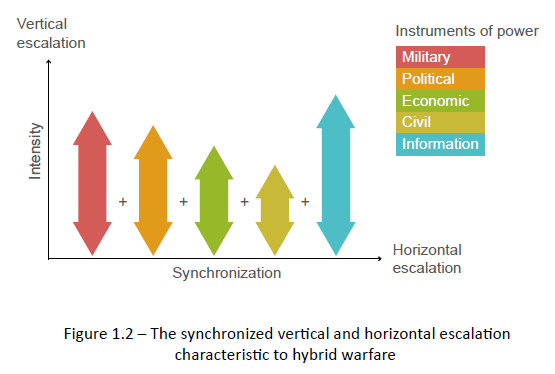 Vertical
escalation
Instruments of power
Military
Political
Economic
Civil
Information
Intensity
+ + + +
Synchronization
Horizontal
escalation
Figure 1.2 – The synchronized vertical and horizontal escalation
characteristic to hybrid warfare